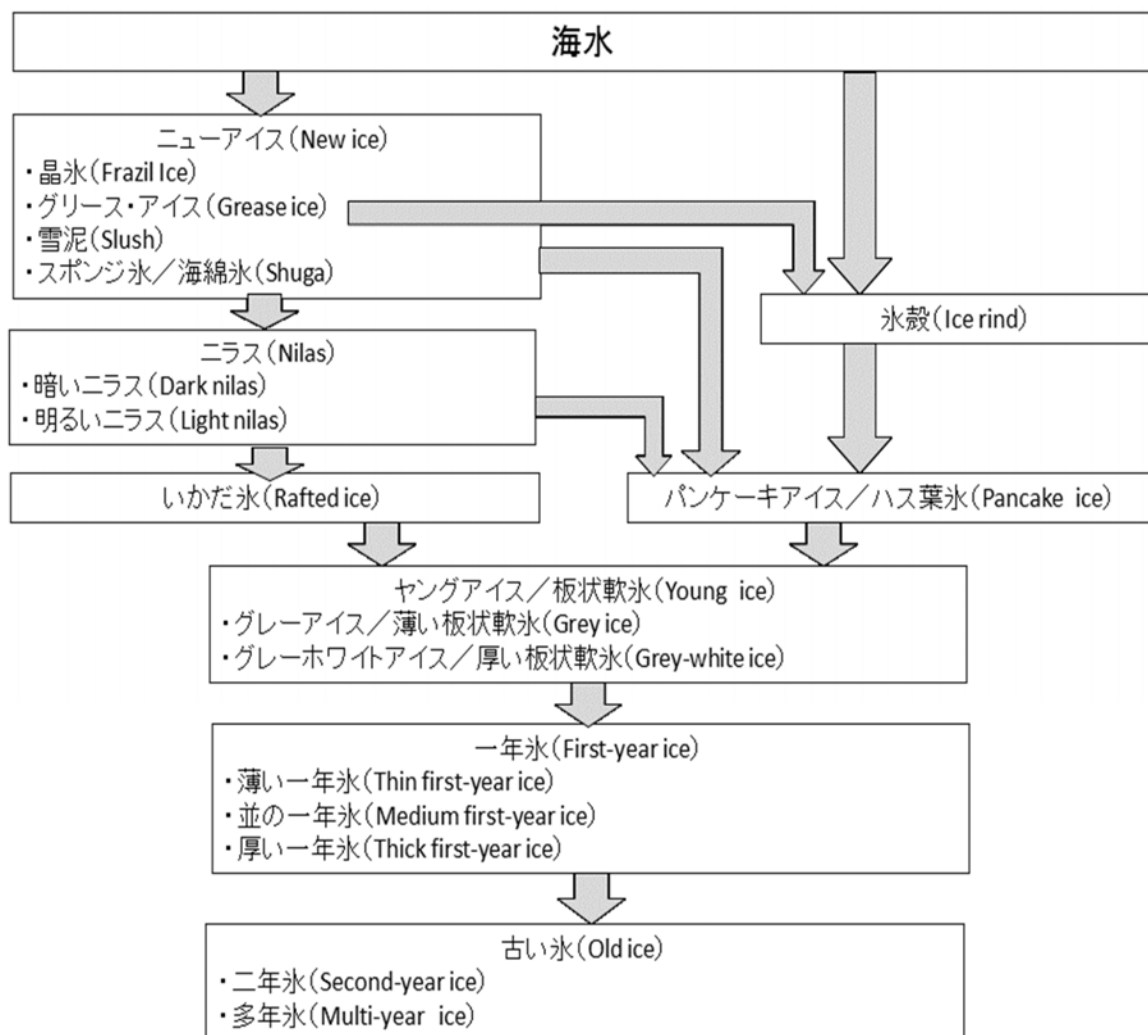 海水
ニューアイス(New ice)
・晶氷(Frazil Ice)
・グリース・アイス(Grease ice)
・雪泥(Slush)
・スポンジ氷/海綿氷(Shuga)
氷殻(Ice rind)
ニラス(Nilas)
・暗いニラス(Dark nilas)
・明るいニラス(Light nilas)
いかだ氷(Rafted ice)
パンケーキアイス/ハス葉氷(Pancake ice)
ヤングアイス/板状軟氷(Young ice)
・グレーアイス/薄い板状軟氷(Grey ice)
・グレーホワイトアイス/厚い板状軟氷(Grey-white ice)
一年氷(First-year ice)
・薄い一年氷(Thin first-year ice)
・並の一年氷(Medium first-year ice)
・厚い一年氷(Thick first-year ice)
古い氷(Old ice)
・二年氷(Second-year ice)
・多年氷(Multi-year ice)